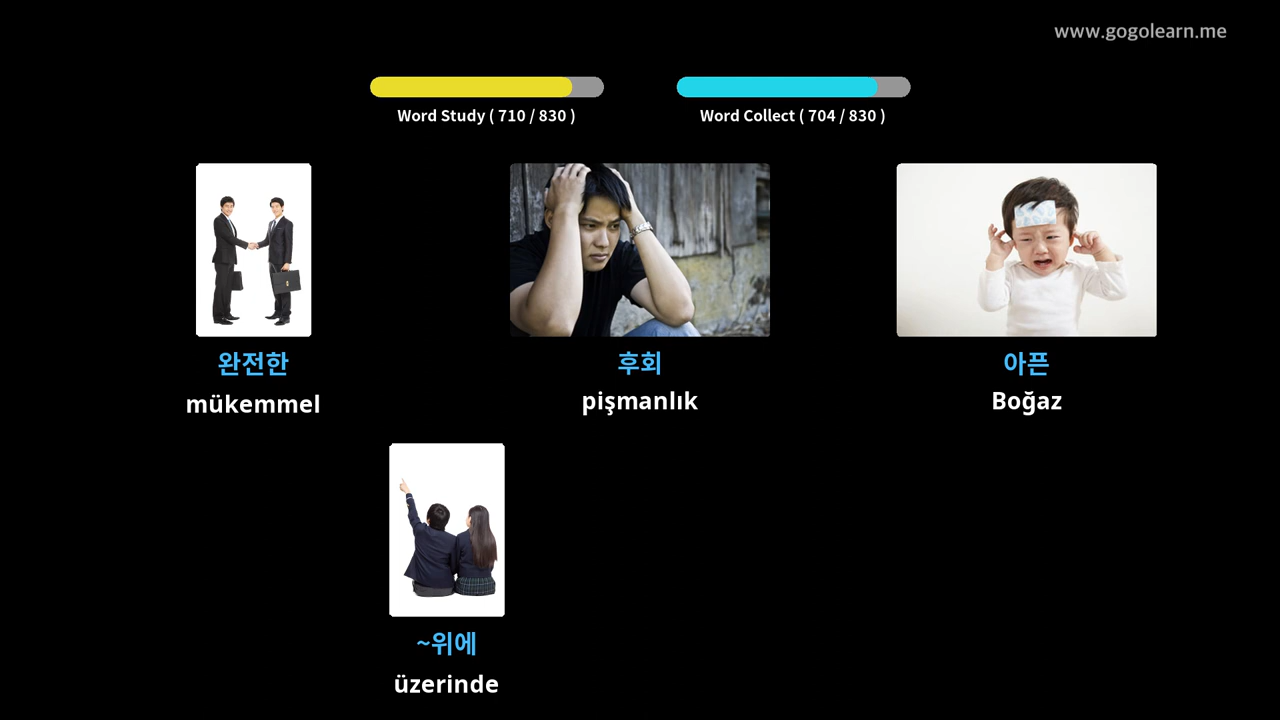 www.gogolearn.me
Word Study ( 710 / 830 )
Word Collect ( 704 / 830 )
완전한
mükemmel
후회
pişmanlık
아픈
Boğaz
~위에
üzerinde